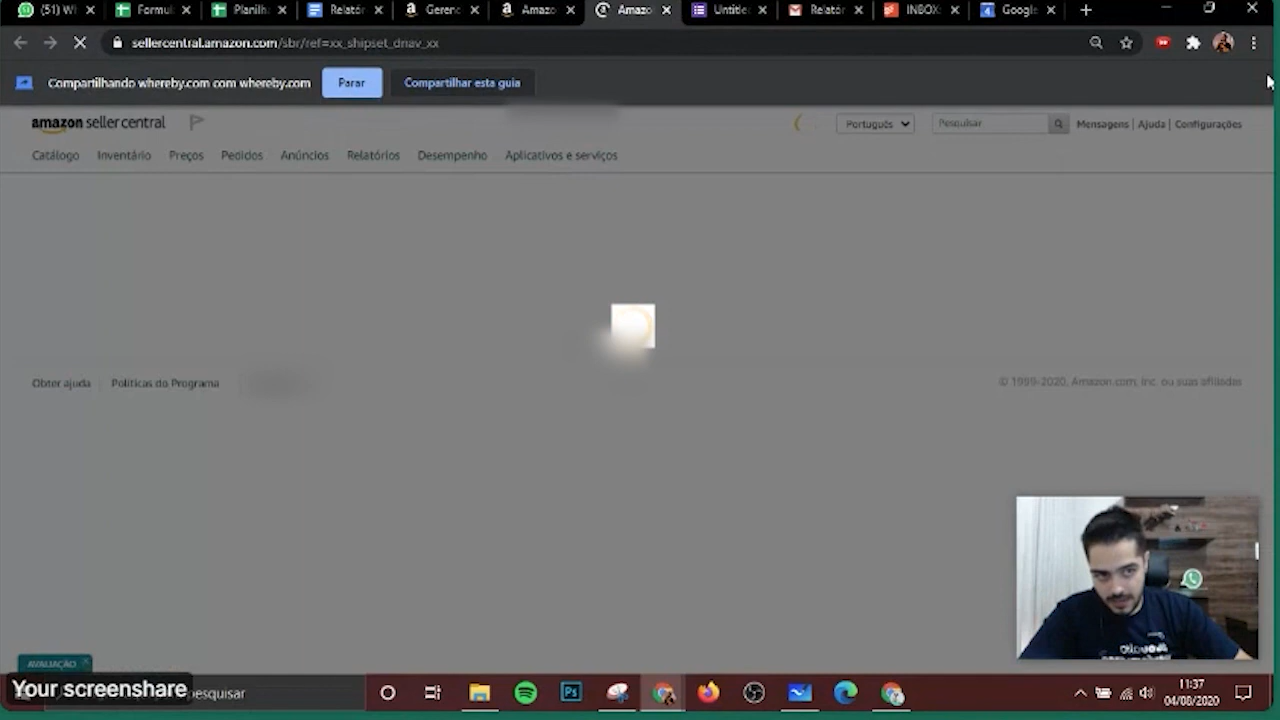 (51) W
Formul
Planilh
Relatór
Gerenc
Amazo
Amazo
Untitle
Relatór
INBOX
Google
sellercentral.amazon.com/sbr/ref=xx_shipset_dnav_xx
Compartilhando whereby.com com whereby.com
Parar
Compartilhar esta guia
amazon seller central
Português
Pesquisar
Mensagens | Ajuda | Configurações
Catálogo
Inventário
Preços
Pedidos
Anúncios
Relatórios
Desempenho
Aplicativos e serviços
Obter ajuda
Políticas do Programa
© 1999-2020, Amazon.com, Inc. ou suas afiliadas
AVALIAÇÃO
Your screenshare
pesquisar
Ps
11:37
04/08/2020